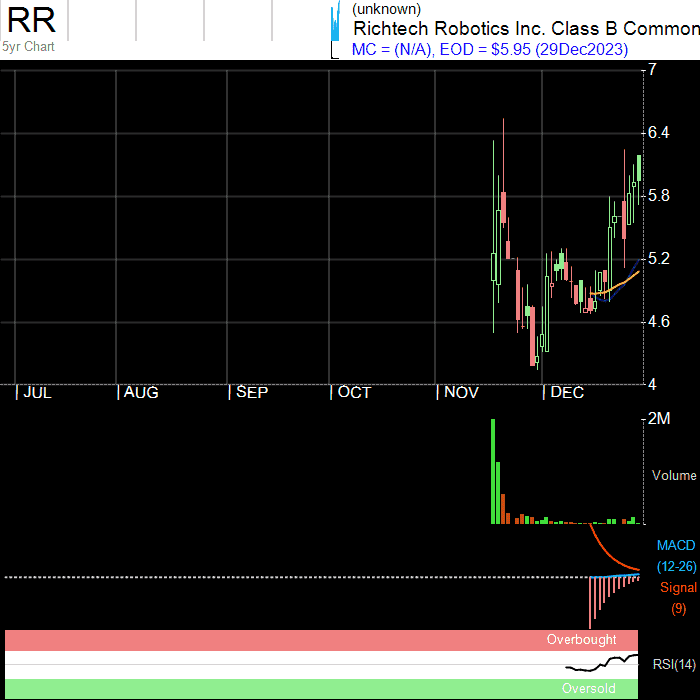 RR
5yr Chart
(unknown)
Richtech Robotics Inc. Class B Common
MC = (N/A), EOD = $5.95 (29Dec2023)
7
6.4
5.8
5.2
4.6
4
JUL AUG SEP OCT NOV DEC
2M
Volume
MACD
(12-26)
Signal
(9)
Overbought
RSI(14)
Oversold